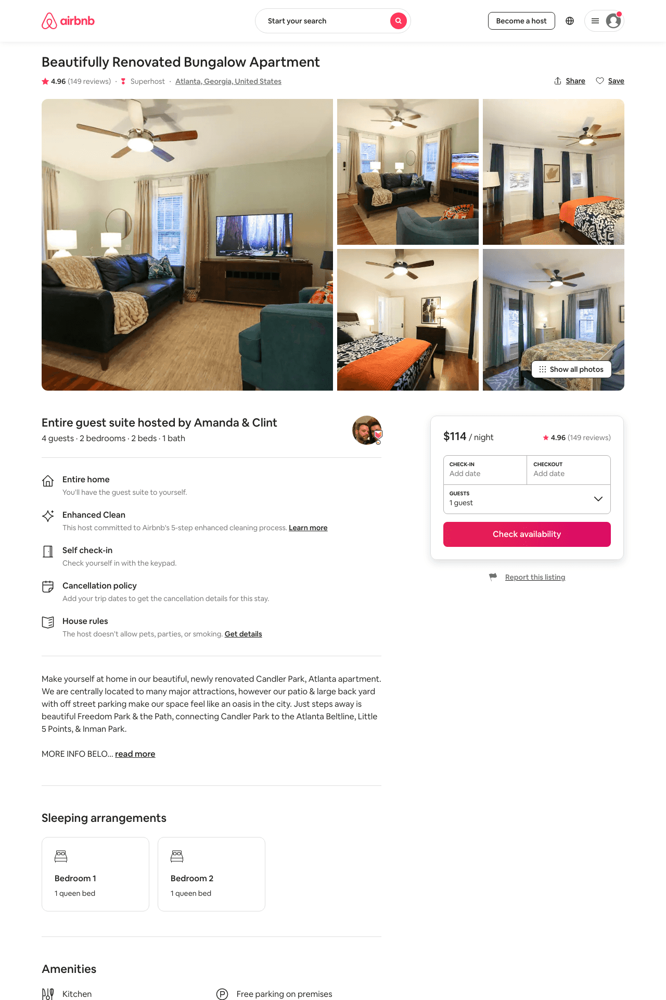 airbnb
Start your search
Become a host
Beautifully Renovated Bungalow Apartment
4.96 (149 reviews) · Superhost · Atlanta, Georgia, United States
Share
Save
Show all photos
Entire guest suite hosted by Amanda & Clint
4 guests · 2 bedrooms · 2 beds · 1 bath
Entire home
You’ll have the guest suite to yourself.
Enhanced Clean
This host committed to Airbnb's 5-step enhanced cleaning process. Learn more
Self check-in
Check yourself in with the keypad.
Cancellation policy
Add your trip dates to get the cancellation details for this stay.
House rules
The host doesn’t allow pets, parties, or smoking. Get details
$114 / night
4.96 (149 reviews)
CHECK-IN
Add date
CHECKOUT
Add date
GUESTS
1 guest
Check availability
Report this listing
Make yourself at home in our beautiful, newly renovated Candler Park, Atlanta apartment.
We are centrally located to many major attractions, however our patio & large back yard
with off street parking make our space feel like an oasis in the city. Just steps away is
beautiful Freedom Park & the Path, connecting Candler Park to the Atlanta Beltline, Little
5 Points, & Inman Park.
MORE INFO BELO... read more
Sleeping arrangements
Bedroom 1
1 queen bed
Bedroom 2
1 queen bed
Amenities
Kitchen
Free parking on premises